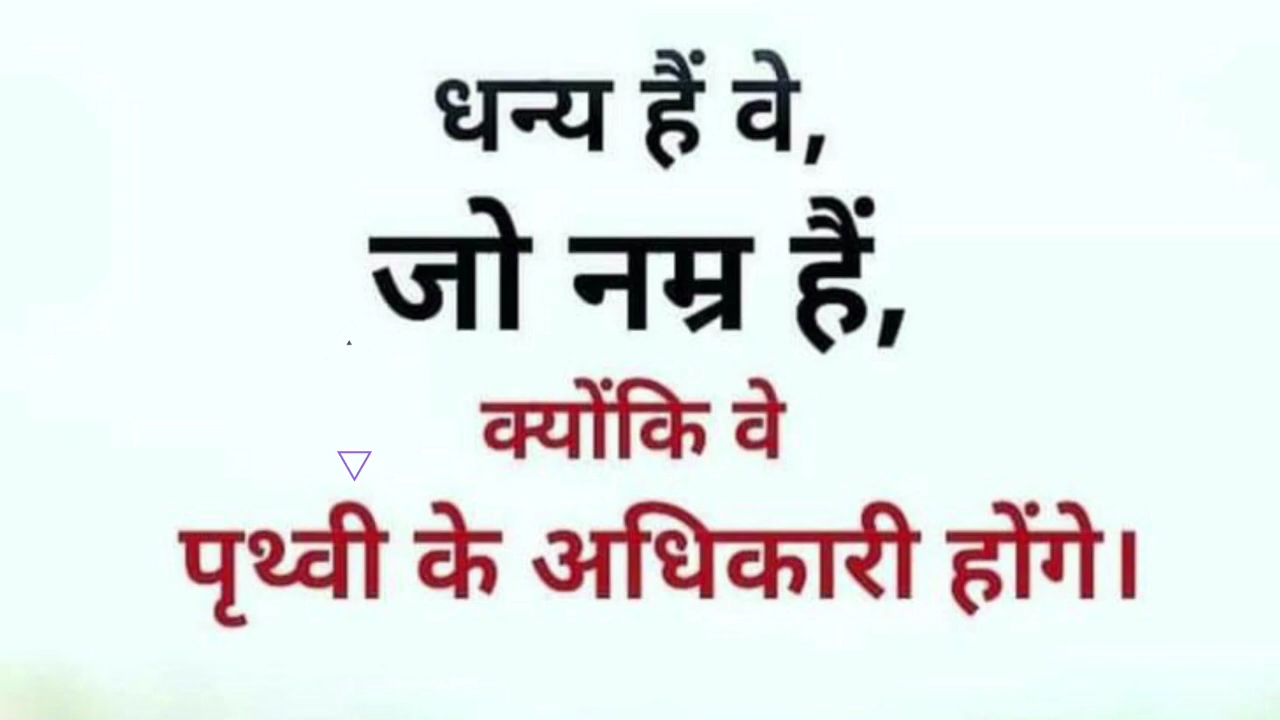 धन्य हैं वे,
जो नम्र हैं,
क्योंकि वे
पृथ्वी के अधिकारी होंगे।